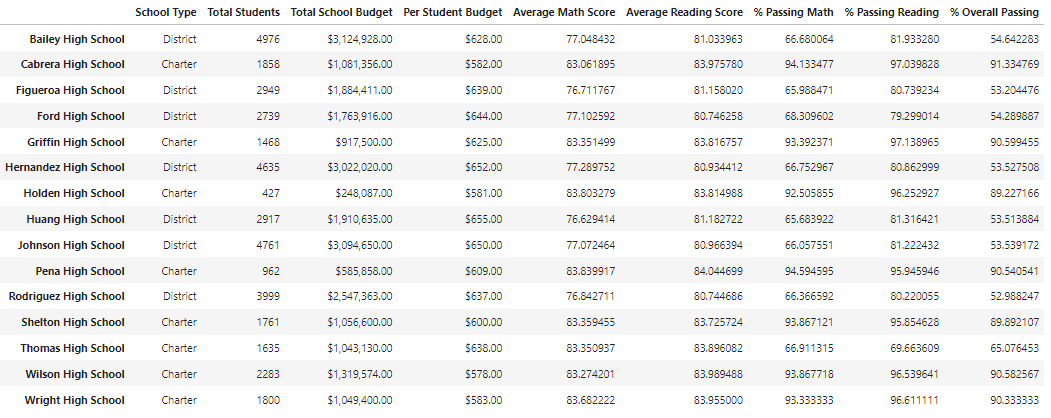 School Type Total Students Total School Budget Per Student Budget Average Math Score Average Reading Score % Passing Math % Passing Reading % Overall Passing
Bailey High School District 4976 $3,124,928.00 $628.00 77.048432 81.033963 66.680064 81.933280 54.642283
Cabrera High School Charter 1858 $1,081,356.00 $582.00 83.061895 83.975780 94.133477 97.039828 91.334769
Figueroa High School District 2949 $1,884,411.00 $639.00 76.711767 81.158020 65.988471 80.739234 53.204476
Ford High School District 2739 $1,763,916.00 $644.00 77.102592 80.746258 68.309602 79.299014 54.289887
Griffin High School Charter 1468 $917,500.00 $625.00 83.351499 83.816757 93.392371 97.138965 90.599455
Hernandez High School District 4635 $3,022,020.00 $652.00 77.289752 80.934412 66.752967 80.862999 53.527508
Holden High School Charter 427 $248,087.00 $581.00 83.803279 83.814988 92.505855 96.252927 89.227166
Huang High School District 2917 $1,910,635.00 $655.00 76.629414 81.182722 65.683922 81.316421 53.513884
Johnson High School District 4761 $3,094,650.00 $650.00 77.072464 80.966394 66.057551 81.222432 53.539172
Pena High School Charter 962 $585,858.00 $609.00 83.839917 84.044699 94.594595 95.945946 90.540541
Rodriguez High School District 3999 $2,547,363.00 $637.00 76.842711 80.744686 66.366592 80.220055 52.988247
Shelton High School Charter 1761 $1,056,600.00 $600.00 83.359455 83.725724 93.867121 95.854628 89.892107
Thomas High School Charter 1635 $1,043,130.00 $638.00 83.350937 83.896082 66.911315 69.663609 65.076453
Wilson High School Charter 2283 $1,319,574.00 $578.00 83.274201 83.989488 93.867718 96.539641 90.582567
Wright High School Charter 1800 $1,049,400.00 $583.00 83.682222 83.955000 93.333333 96.611111 90.333333